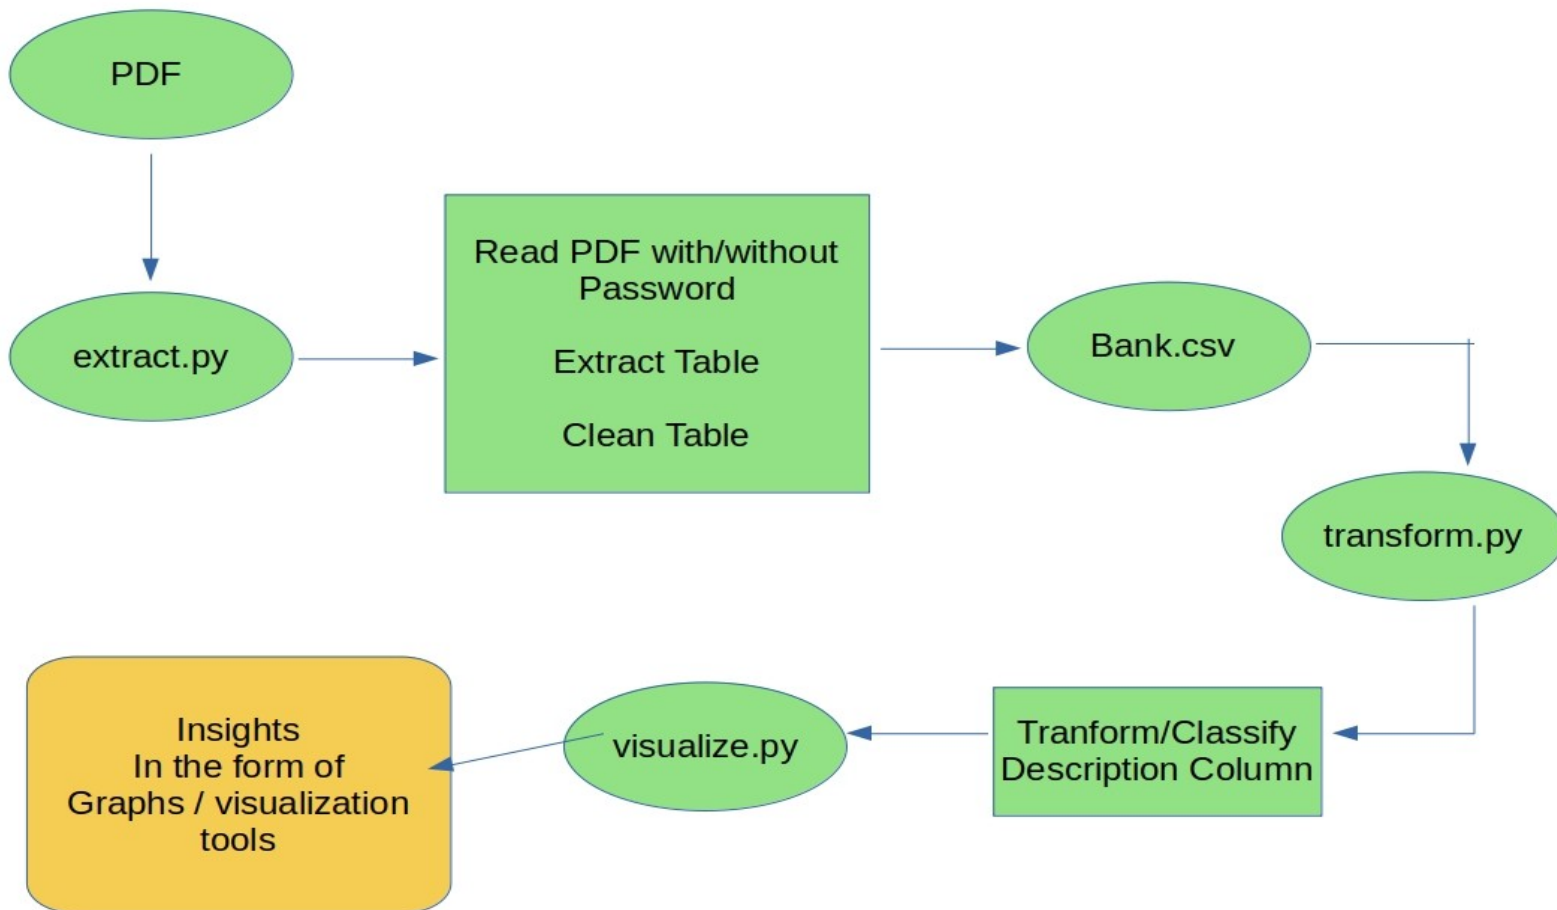 PDF
extract.py
Read PDF with/without
Password
Extract Table
Clean Table
Bank.csv
transform.py
Tranform/Classify
Description Column
visualize.py
Insights
In the form of
Graphs / visualization
tools